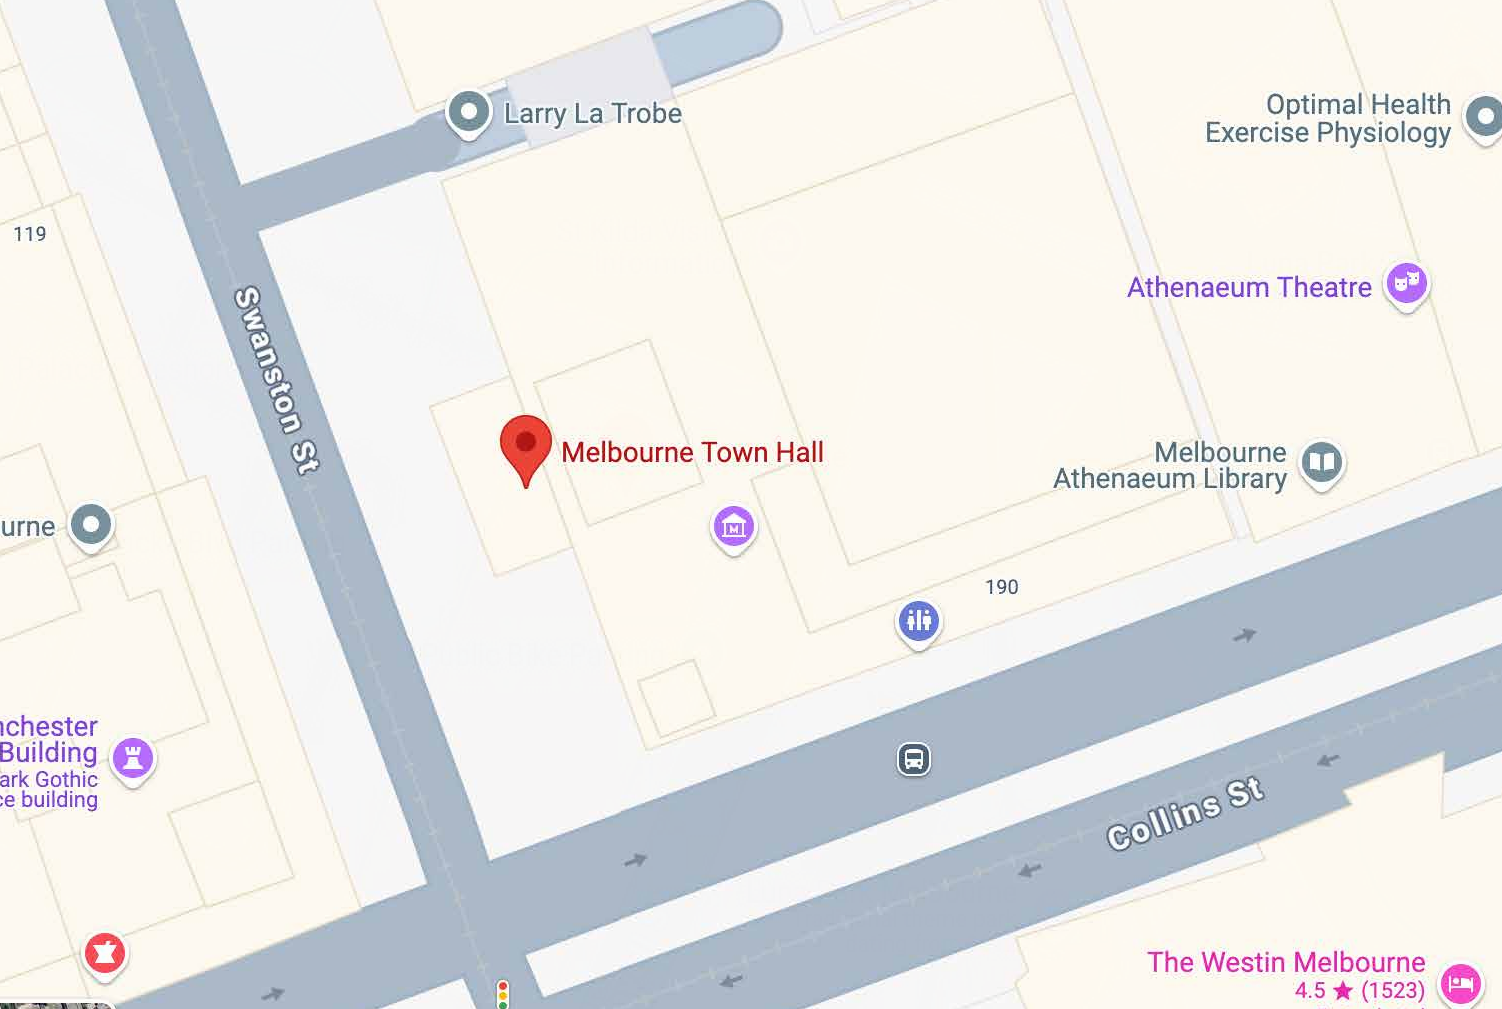 Larry La Trobe
Optimal Health
Exercise Physiology
119
Swanston St
Athenaeum Theatre
Melbourne Town Hall
Melbourne
Athenaeum Library
urne
M
190
nchester
Building
ark Gothic
ce building
Collins St
The Westin Melbourne
4.5 ★ (1523)